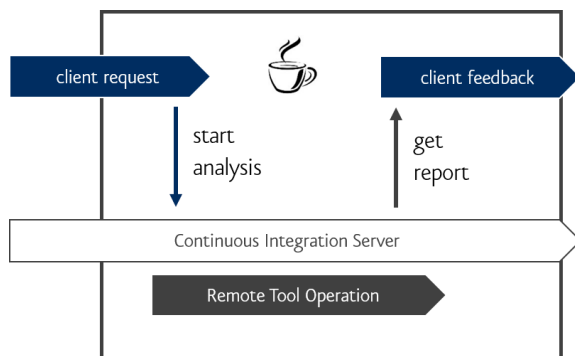 client request
client feedback
start
analysis
get
report
Continuous Integration Server
Remote Tool Operation